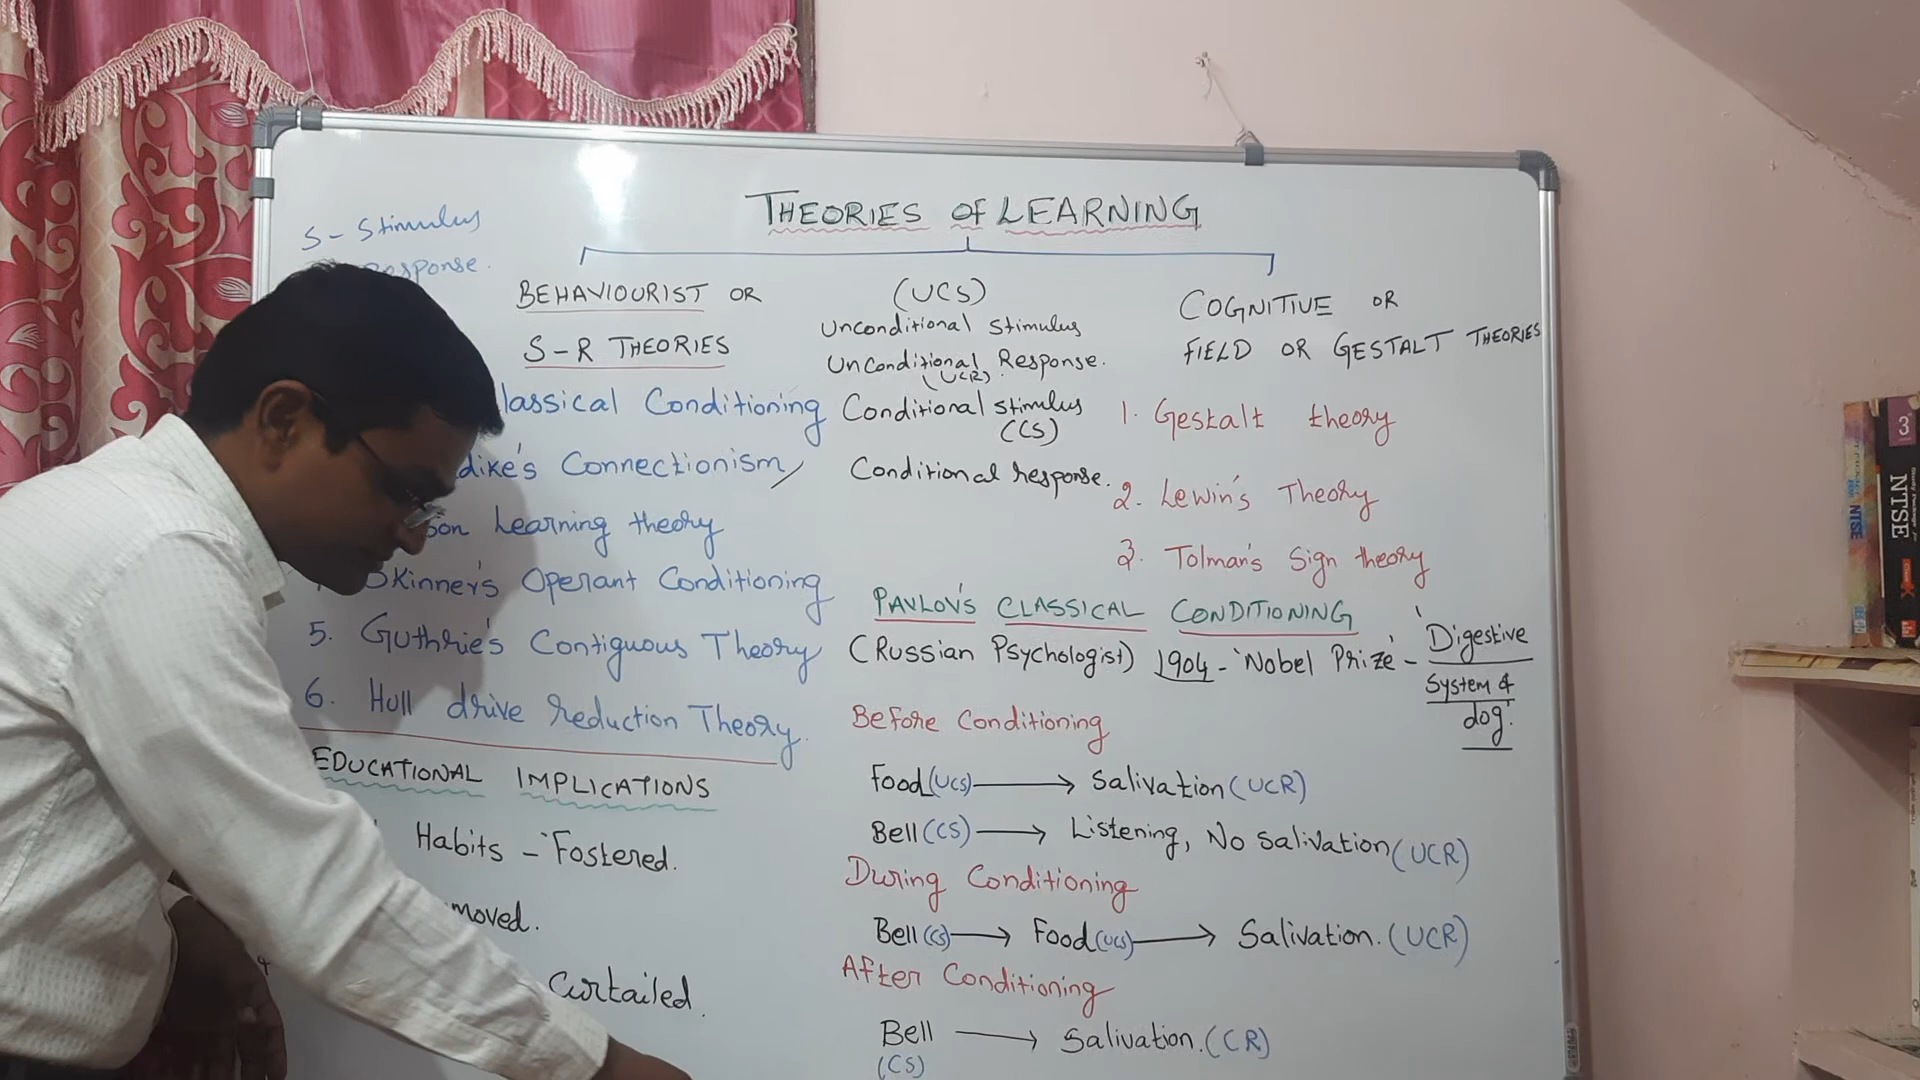 THEORIES OF LEARNING
S - Stimulus
Response.
BEHAVIOURIST OR
S-R THEORIES
lassical Conditioning
dike's Connectionism
on Learning theory
Skinner's Operant Conditioning
5. Guthrie's Contiguous Theory
6. Hull drive reduction Theory.
EDUCATIONAL IMPLICATIONS
Habits - 'Fostered.
moved.
Curtailed.
(UCS)
Unconditional Stimulus
Unconditional Response.
(UCR)
Conditional stimulus
(CS)
Conditional response.
COGNITIVE OR
FIELD OR GESTALT THEORIES
1. Gestalt theory
2. Lewin's Theory
3. Tolman's Sign theory
PAVLOV'S CLASSICAL CONDITIONING
(Russian Psychologist) 1904 - 'Nobel Prize' - 'Digestive
System of
dog'.
Before Conditioning
Food(UCS) → Salivation (UCR)
Bell (CS) → Listening, No Salivation (UCR)
During Conditioning
Bell (CS) → Food (UCS) → Salivation. (UCR)
After Conditioning
Bell → Salivation. (CR)
(CS)
3
NTSE
NTSE